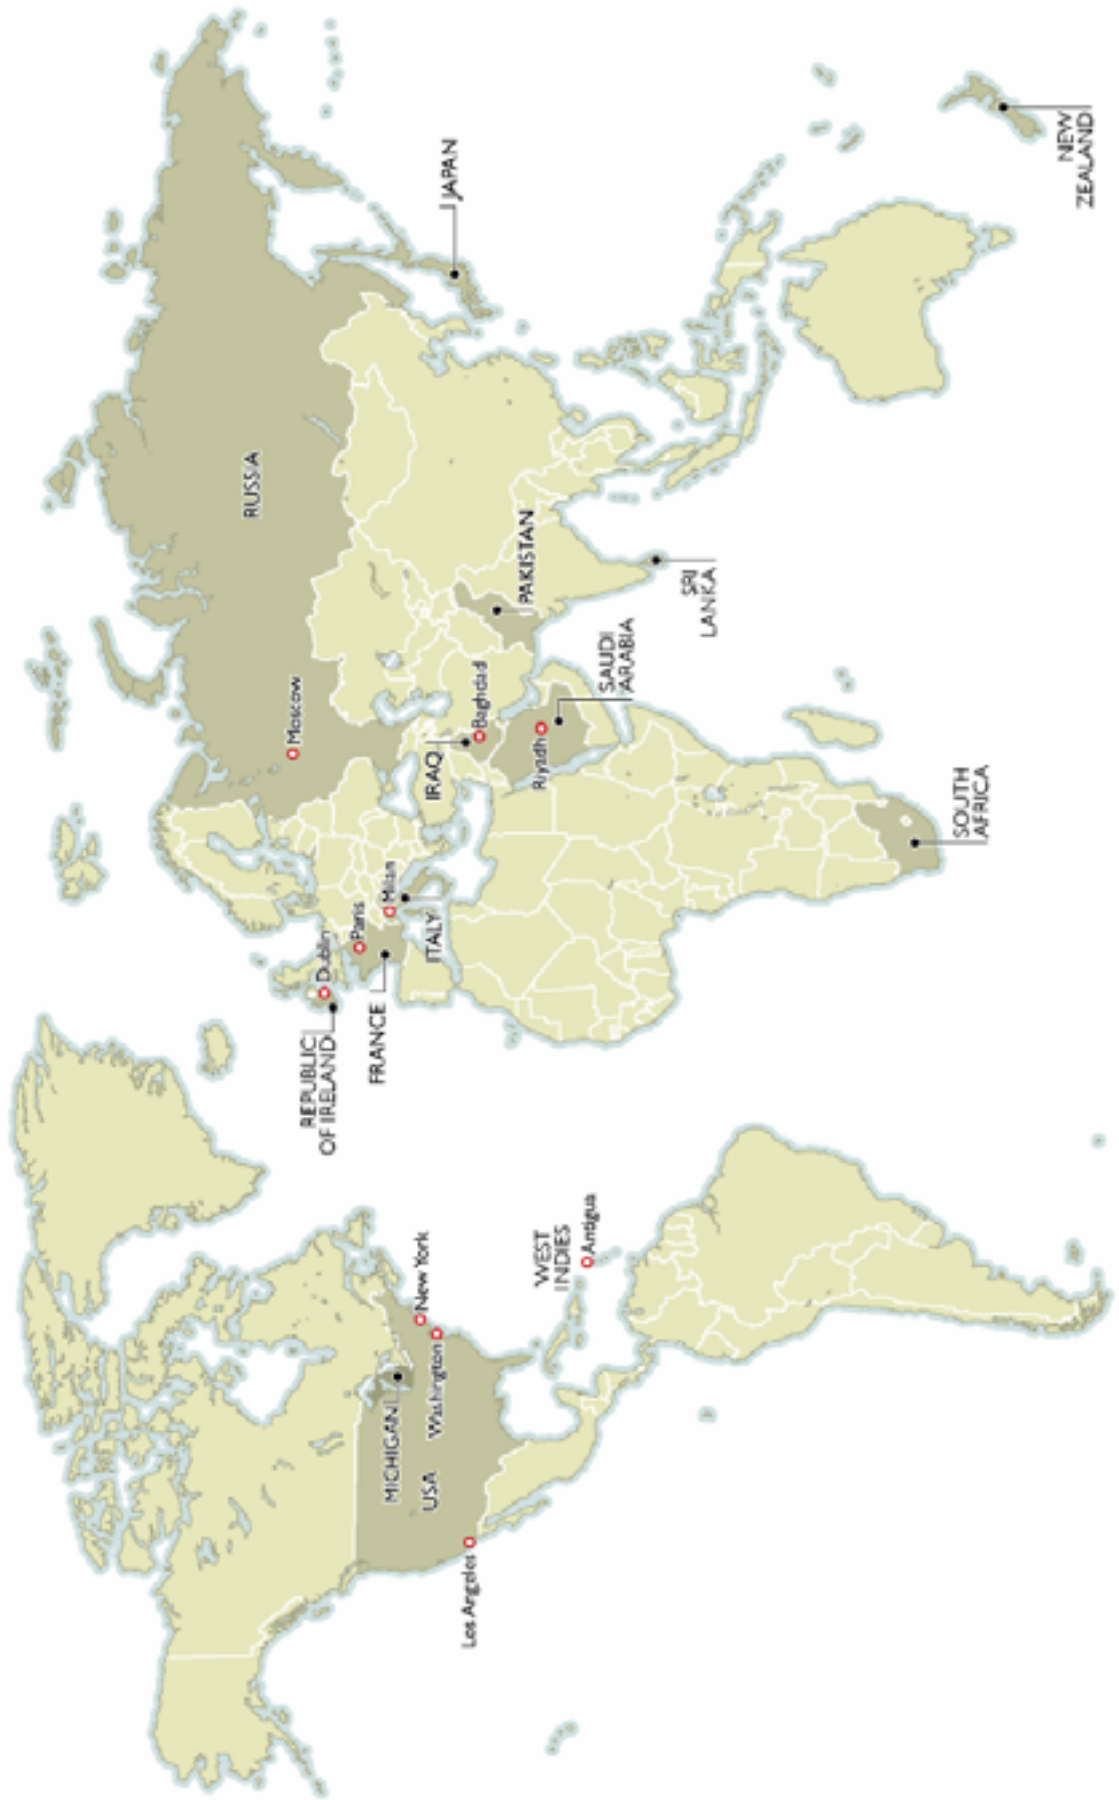 RUSSIA
Moscow
JAPAN
REPUBLIC
OF IRELAND
Dublin
Paris
FRANCE
Milan
ITALY
IRAQ
Baghdad
PAKISTAN
Riyadh
SAUDI
ARABIA
SRI
LANKA
SOUTH
AFRICA
NEW
ZEALAND
MICHIGAN
USA
New York
Washington
Los Angeles
WEST
INDIES
Antigua